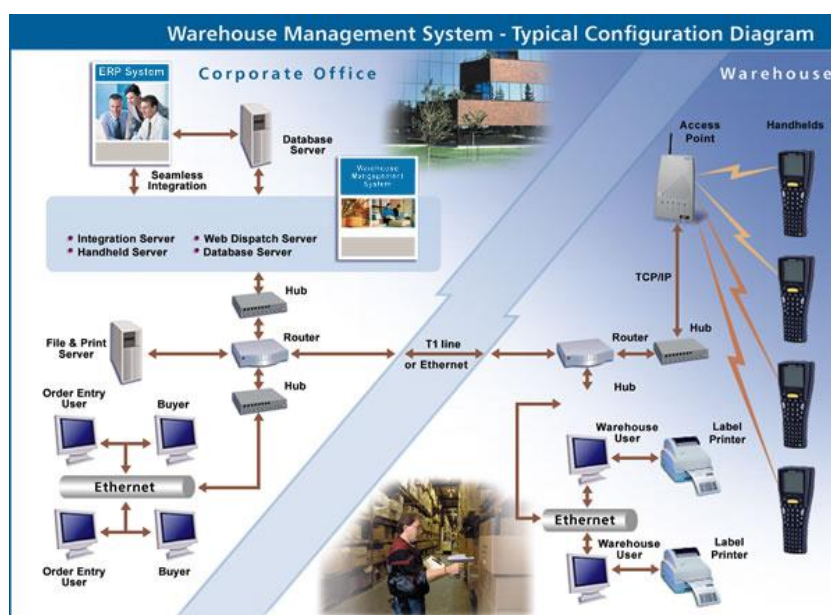 Warehouse Management System - Typical Configuration Diagram
ERP System
Corporate Office
Warehouse
Database
Server
Seamless
Integration
Warehouse
Mangagement
System
• Integration Server
• Handheld Server
• Web Dispatch Server
• Database Server
Hub
File & Print
Server
Router
Hub
T1 line
or Ethernet
Order Entry
User
Buyer
Ethernet
Order Entry
User
Buyer
Access
Point
Handhelds
TCP/IP
Router
Hub
Hub
Warehouse
User
Label
Printer
Ethernet
Warehouse
User
Label
Printer